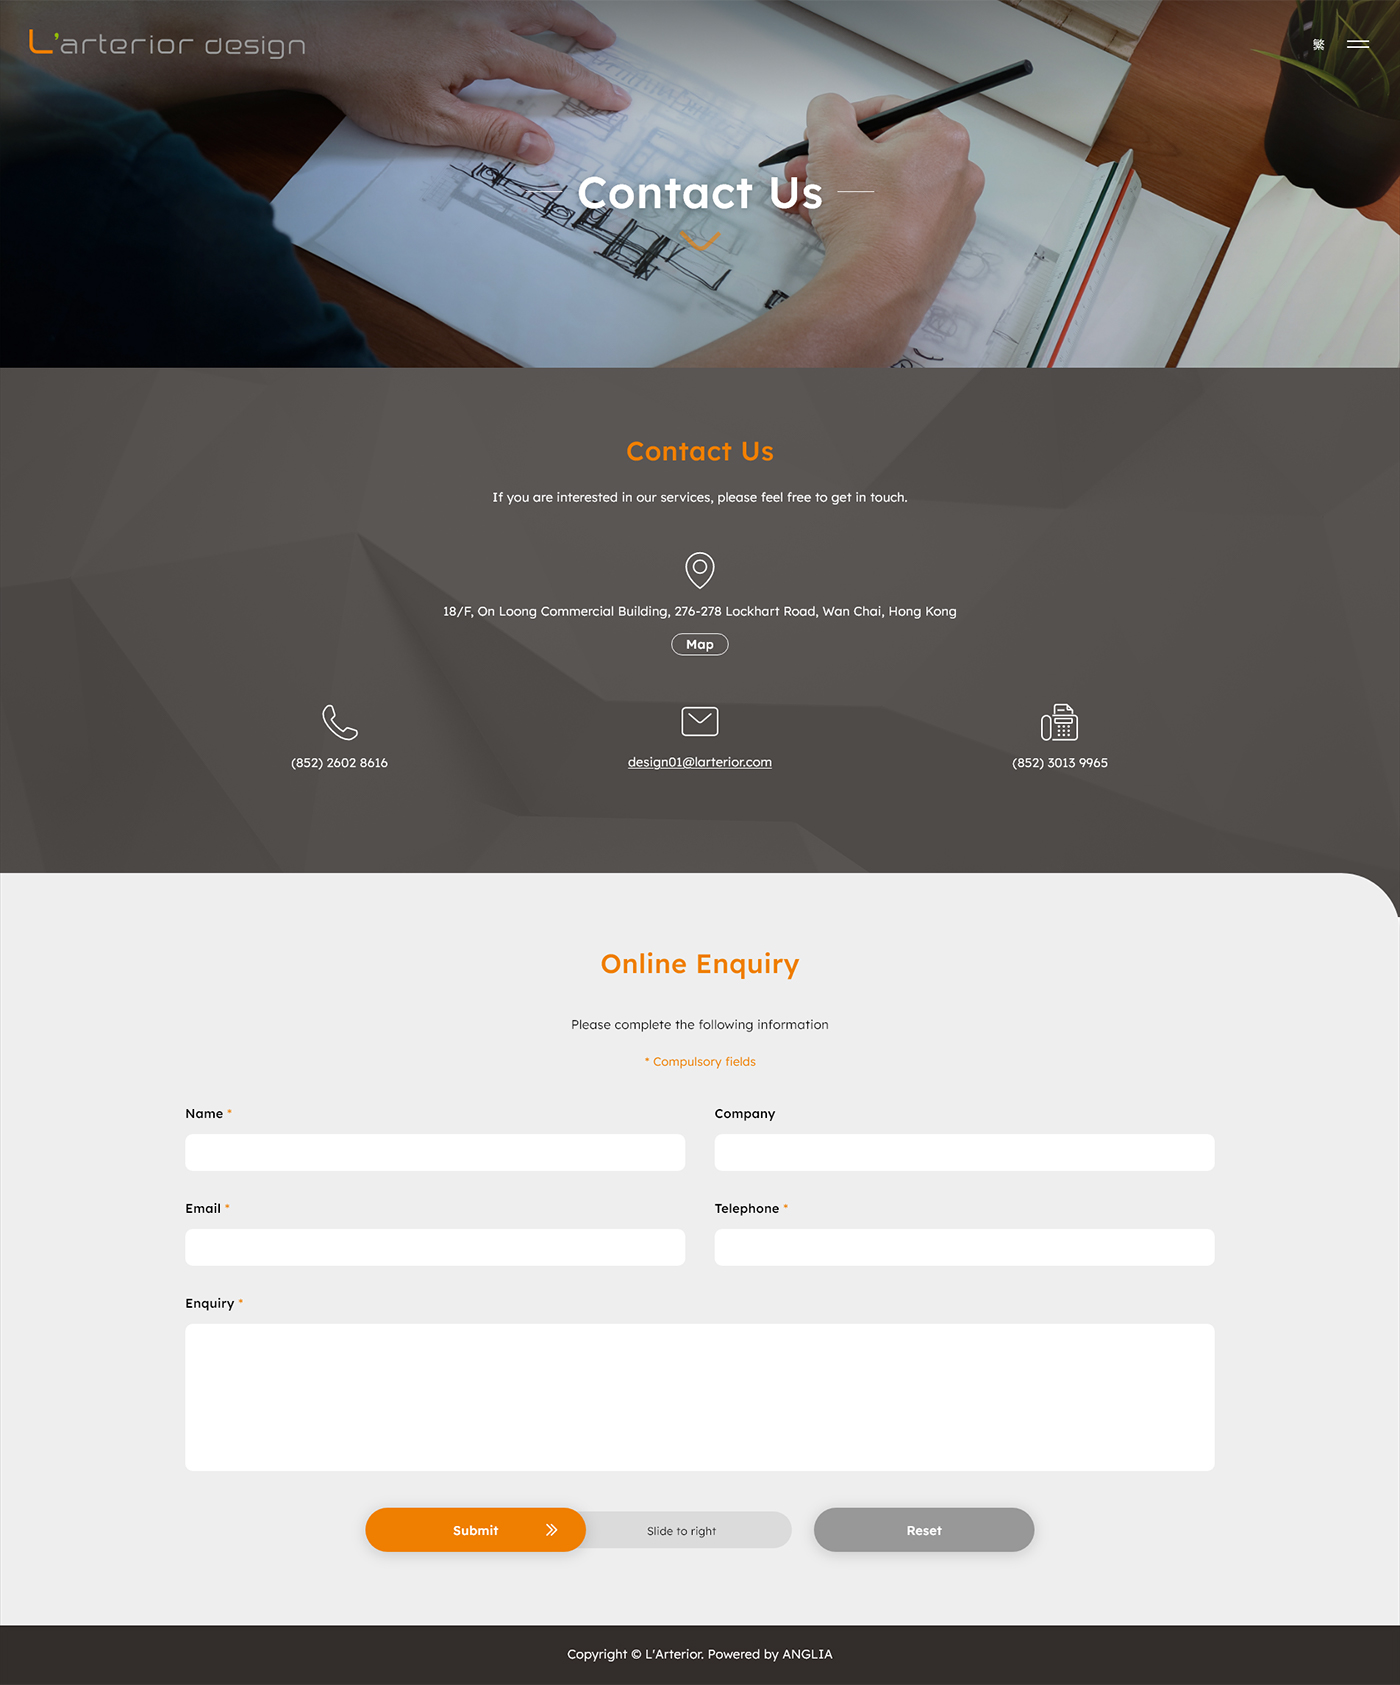 L'arterior design
繁
Contact Us
Contact Us
If you are interested in our services, please feel free to get in touch.
18/F, On Loong Commercial Building, 276-278 Lockhart Road, Wan Chai, Hong Kong
Map
(852) 2602 8616
design01@larterior.com
(852) 3013 9965
Online Enquiry
Please complete the following information
* Compulsory fields
Name *
Company
Email *
Telephone *
Enquiry *
Submit
Slide to right
Reset
Copyright © L'Arterior. Powered by ANGLIA